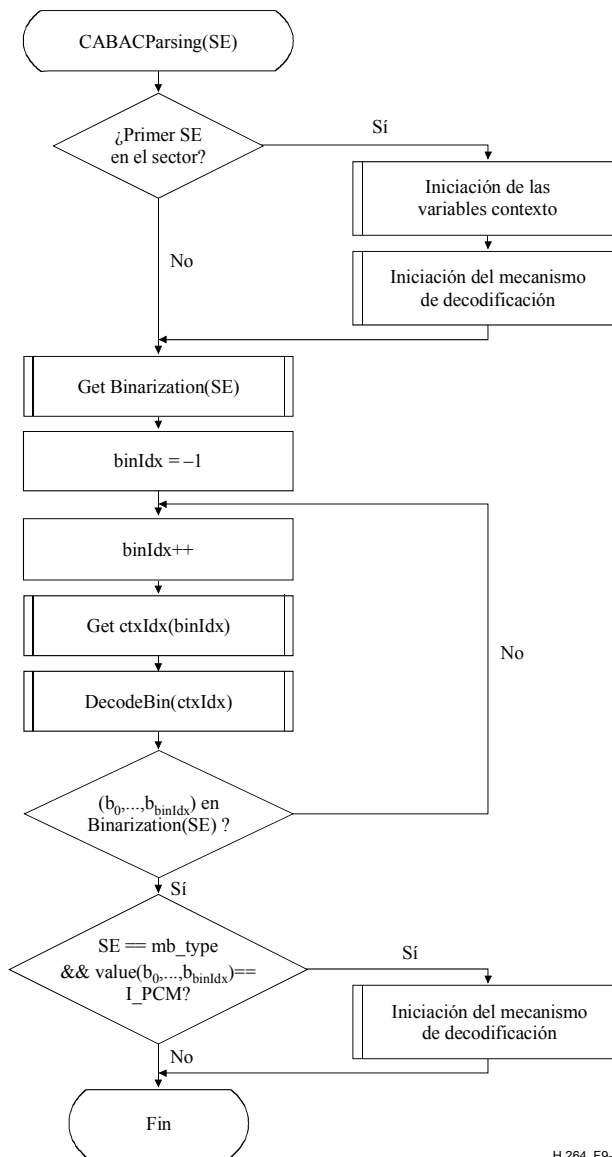 CABACParsing(SE)
¿Primer SE
en el sector?
Sí
Iniciación de las
variables contexto
No
Iniciación del mecanismo
de decodificación
Get Binarization(SE)
binIdx = –1
binIdx++
Get ctxIdx(binIdx)
No
DecodeBin(ctxIdx)
(b0,...,bbinIdx) en
Binarization(SE) ?
Sí
SE == mb_type
&& value(b0,...,bbinIdx)==
I_PCM?
Sí
Iniciación del mecanismo
de decodificación
No
Fin